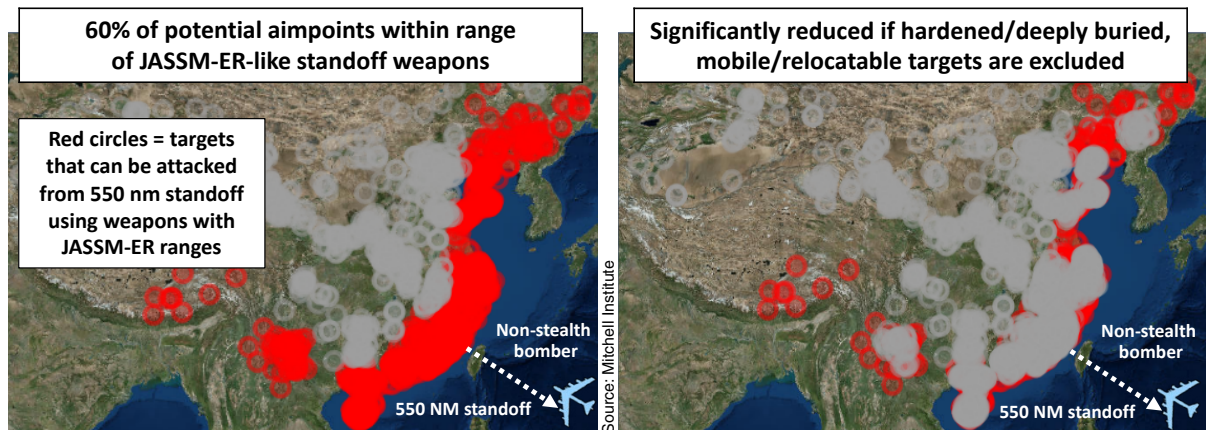 60% of potential aimpoints within range
of JASSM-ER-like standoff weapons
Red circles = targets
that can be attacked
from 550 nm standoff
using weapons with
JASSM-ER ranges
Non-stealth
bomber
550 NM standoff
Source: Mitchell Institute
Significantly reduced if hardened/deeply buried,
mobile/relocatable targets are excluded
Non-stealth
bomber
550 NM standoff